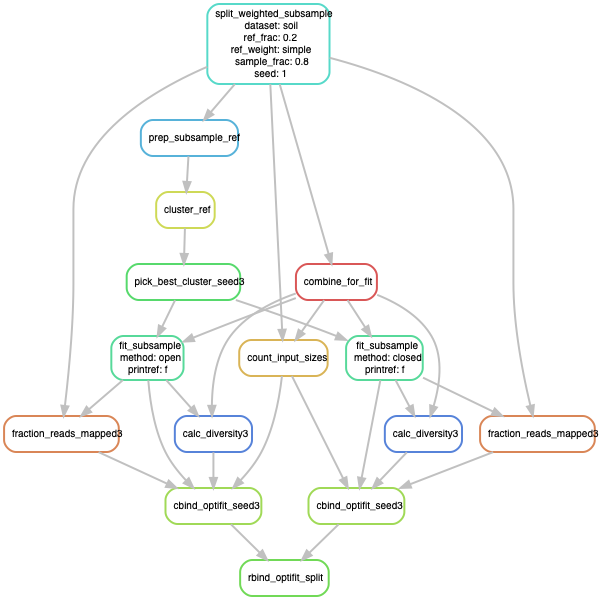 split_weighted_subsample
dataset: soil
ref_frac: 0.2
ref_weight: simple
sample_frac: 0.8
seed: 1
prep_subsample_ref
cluster_ref
pick_best_cluster_seed3
combine_for_fit
fit_subsample
method: open
printref: f
count_input_sizes
fit_subsample
method: closed
printref: f
fraction_reads_mapped3
calc_diversity3
calc_diversity3
fraction_reads_mapped3
cbind_optifit_seed3
cbind_optifit_seed3
rbind_optifit_split